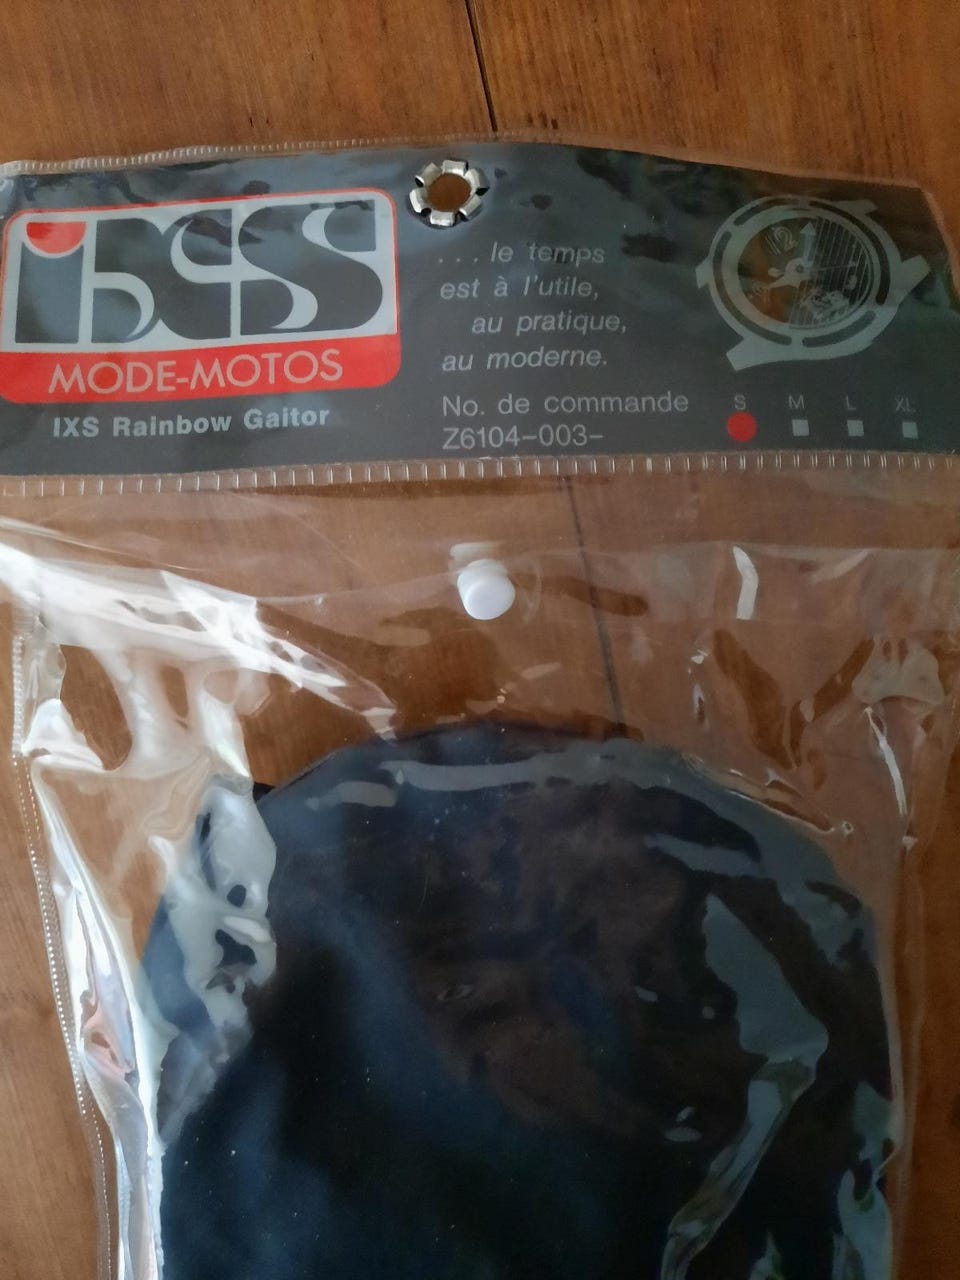 iXS
MODE-MOTOS
IXS Rainbow Gaitor
... le temps
est à l'utile,
au pratique,
au moderne.
No. de commande
Z6104-003-
S M L XL
12